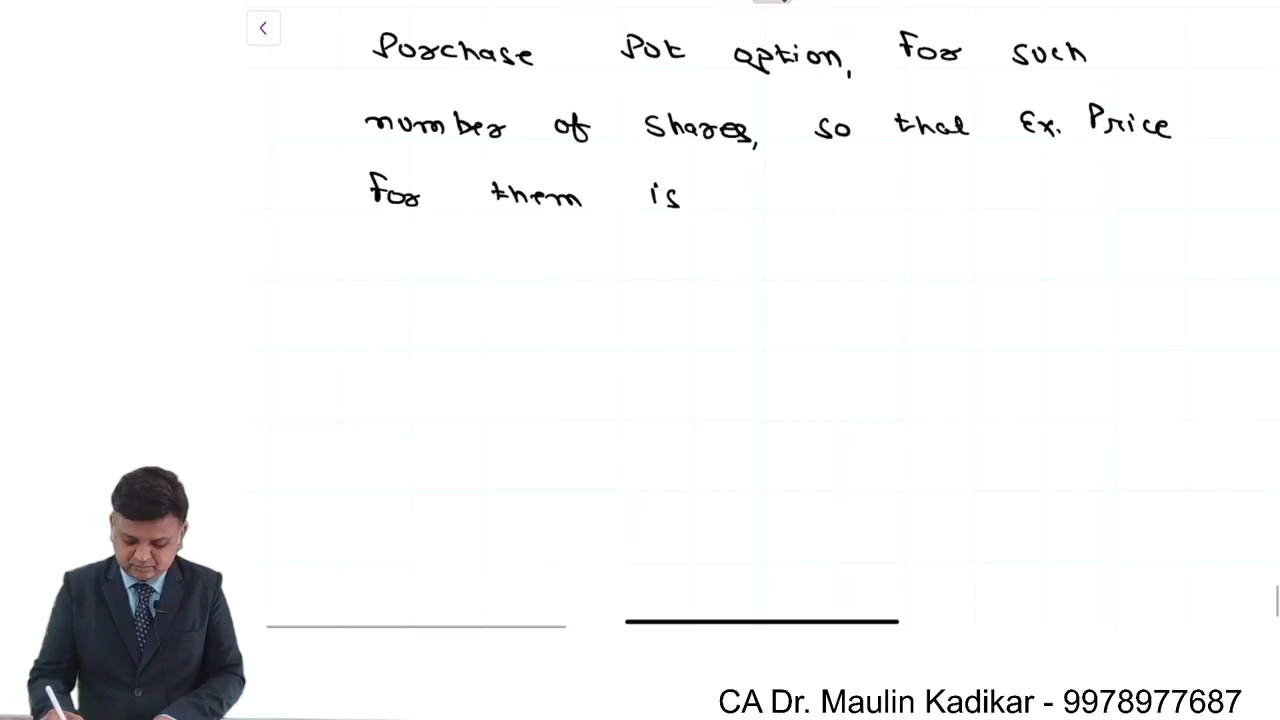 Purchase Put option, for such
number of shares, so that Ex. Price
for them is
CA Dr. Maulin Kadikar - 9978977687